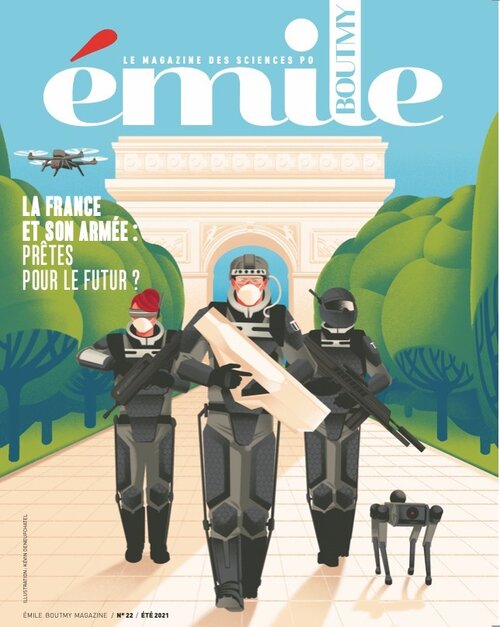 LE MAGAZINE DES SCIENCES PO
émile
BOUTMY
LA FRANCE
ET SON ARMÉE :
PRÊTES
POUR LE FUTUR ?
ILLUSTRATION : KÉVIN DENEUFCHATEL
ÉMILE BOUTMY MAGAZINE / N° 22 / ÉTÉ 2021